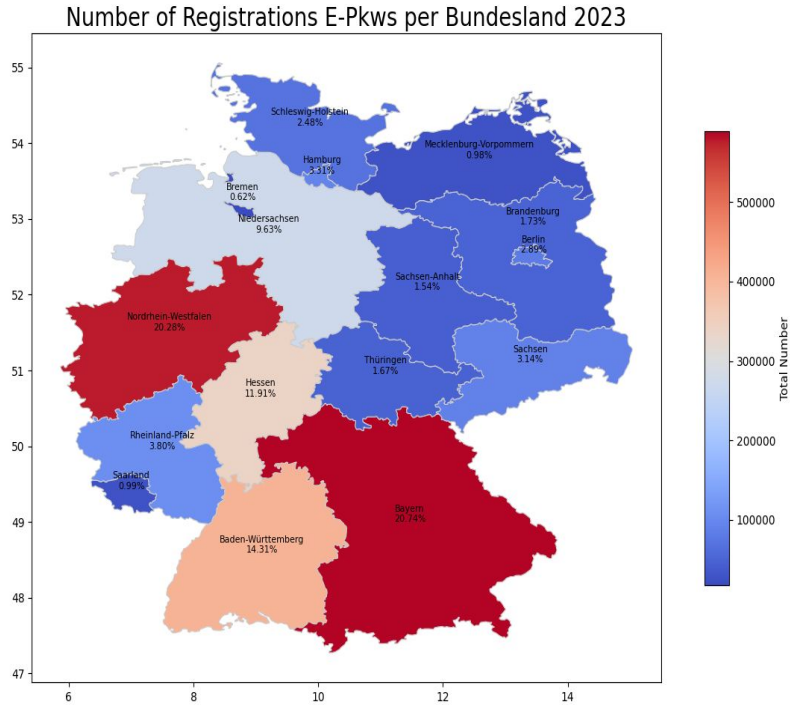 Number of Registrations E-Pkws per Bundesland 2023
55
54
53
52
51
50
49
48
47
6
8
10
12
14
Schleswig-Holstein
2.48%
Hamburg
3.31%
Mecklenburg-Vorpommern
0.98%
Bremen
0.62%
Niedersachsen
9.63%
Brandenburg
1.73%
Berlin
2.89%
Sachsen-Anhalt
1.54%
Nordrhein-Westfalen
20.28%
Sachsen
3.14%
Thüringen
1.67%
Hessen
11.91%
Rheinland-Pfalz
3.80%
Saarland
0.99%
Bayern
20.74%
Baden-Württemberg
14.31%
500000
400000
300000
200000
100000
Total Number